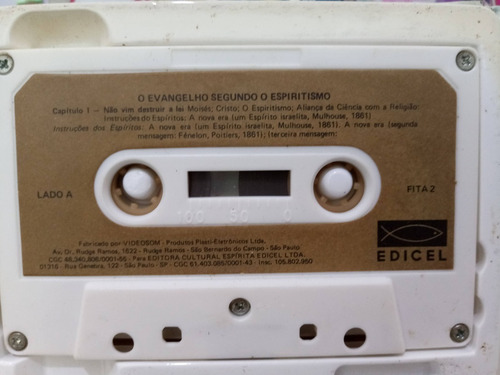 O EVANGELHO SEGUNDO O ESPIRITISMO
Capítulo 1 — Não vim destruir a lei Moisés; Cristo; O Espiritismo; Aliança da Ciência com a Religião
Instruções do Espíritos: A nova era (um Espírito israelita, Mulhouse, 1861)
Instruções dos Espíritos: A nova era (um Espírito israelita, Mulhouse, 1861). A nova era (segunda
mensagem: Fénelon, Poitiers, 1861); (terceira mensagem:
LADO A
FITA 2
100 50 0
Fabricado por VIDEOSOM - Produtos Plast-Eletrônicos Ltda.
Av. Dr. Rudge Ramos, 1522 - Rudge Ramos - São Bernardo do Campo - São Paulo
CGC 48,240,806/0001-56 - Para EDITORA CULTURAL ESPÍRITA EDICEL LTDA.
01316 - Rua Genebra, 122 - São Paulo - SP - CGC 61.403.085/0001-43 - Insc. 105.802.950
EDICEL